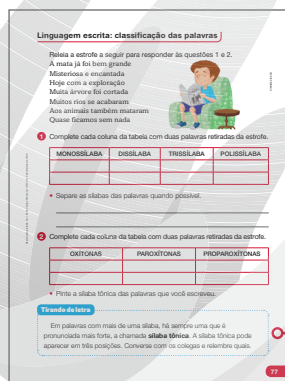 Linguagem escrita: classificação das palavras
Releia a estrofe a seguir para responder às questões 1 e 2.
A mata já foi bem grande
Misteriosa e encantada
Hoje com a exploração
Muita árvore foi cortada
Muitos rios se acabaram
Aos animais também mataram
Quase ficamos sem nada
1 Complete cada coluna da tabela com duas palavras retiradas da estrofe.
MONOSSÍLABA DISSÍLABA TRISSÍLABA POLISSÍLABA
• Separe as sílabas das palavras quando possível.
2 Complete cada coluna da tabela com duas palavras retiradas da estrofe.
OXÍTONAS PAROXÍTONAS PROPAROXÍTONAS
• Pinte a sílaba tônica das palavras que você escreveu.
Tirando de letra
Em palavras com mais de uma sílaba, há sempre uma que é
pronunciada mais forte, a chamada sílaba tônica. A sílaba tônica pode
aparecer em três posições. Converse com os colegas e relembre quais.
77